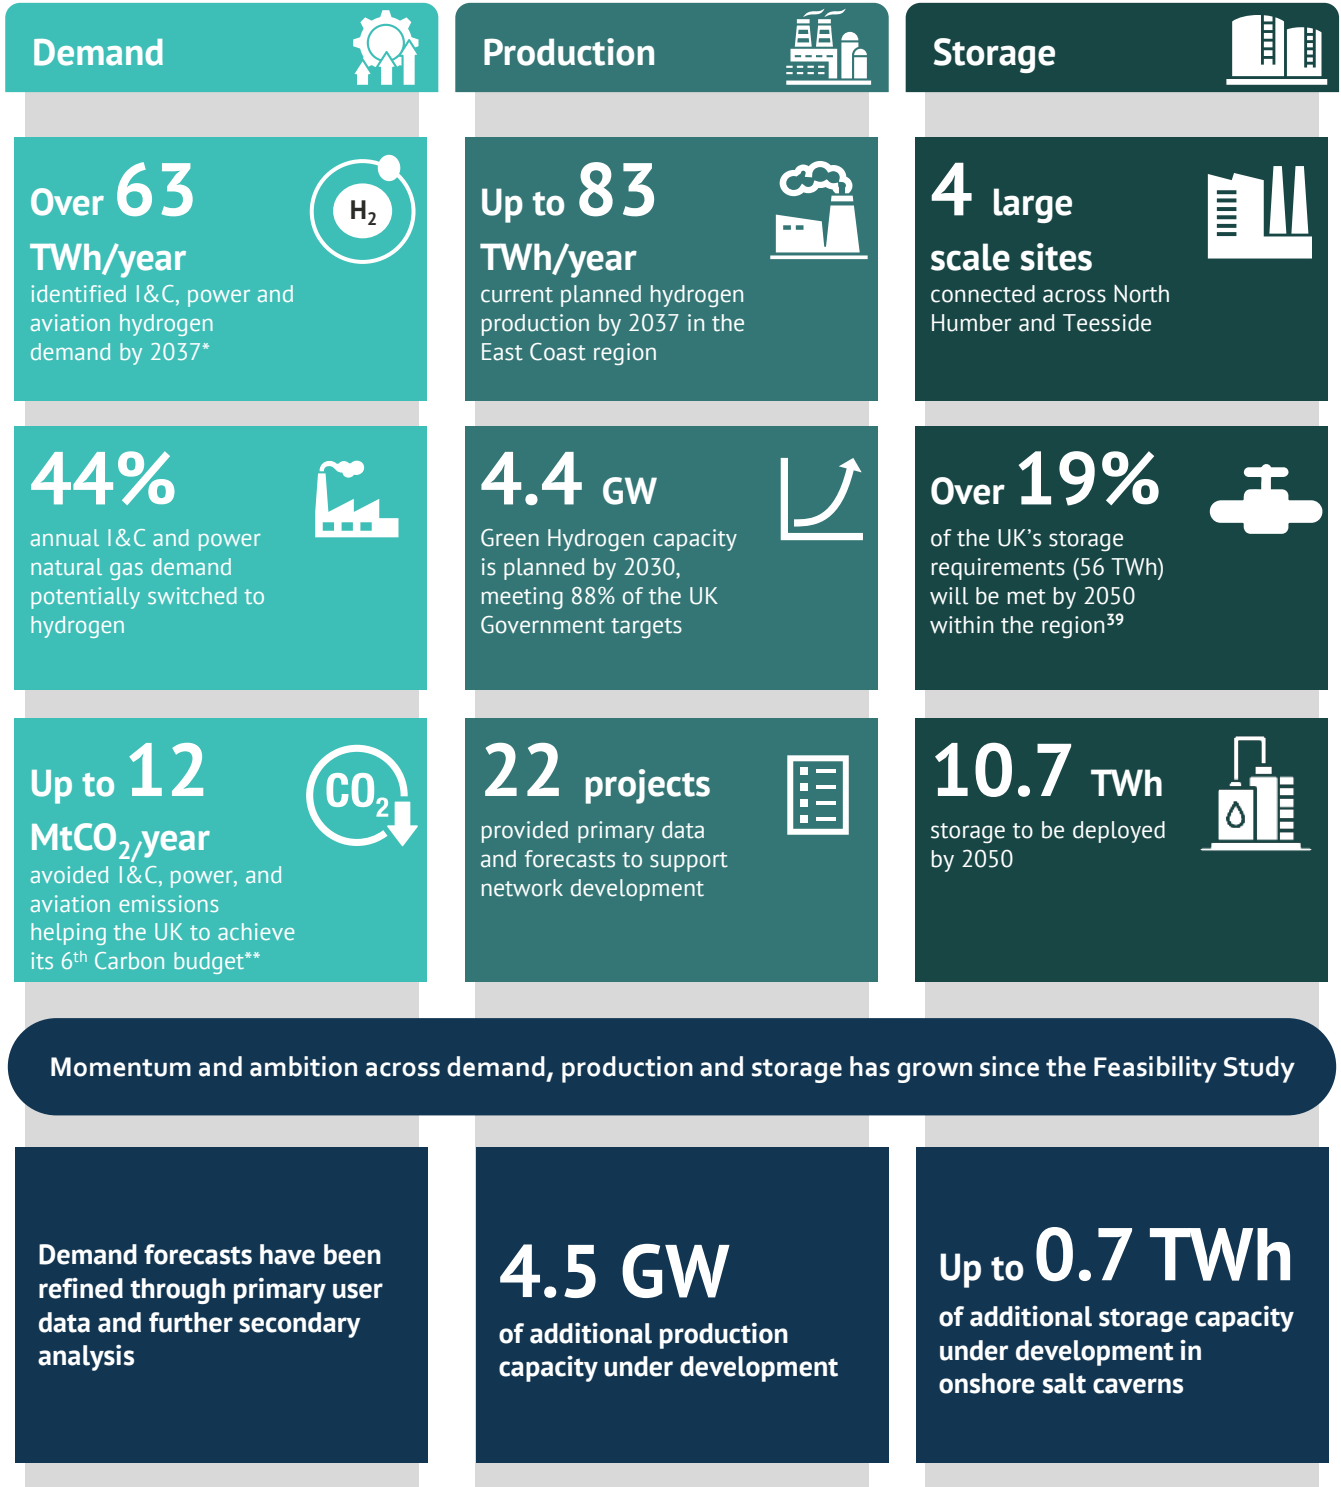 Demand
Over 63
TWh/year
H₂
identified I&C, power and
aviation hydrogen
demand by 2037*
44%
annual I&C and power
natural gas demand
potentially switched to
hydrogen
Up to 12
MtCO₂/year
CO₂
avoided I&C, power, and
aviation emissions
helping the UK to achieve
its 6th Carbon budget**
Production
Up to 83
TWh/year
current planned hydrogen
production by 2037 in the
East Coast region
4.4 GW
Green Hydrogen capacity
is planned by 2030,
meeting 88% of the UK
Government targets
22 projects
provided primary data
and forecasts to support
network development
Storage
4 large
scale sites
connected across North
Humber and Teesside
Over 19%
of the UK's storage
requirements (56 TWh)
will be met by 2050
within the region³⁹
10.7 TWh
storage to be deployed
by 2050
Momentum and ambition across demand, production and storage has grown since the Feasibility Study
Demand forecasts have been
refined through primary user
data and further secondary
analysis
4.5 GW
of additional production
capacity under development
Up to 0.7 TWh
of additional storage capacity
under development in
onshore salt caverns